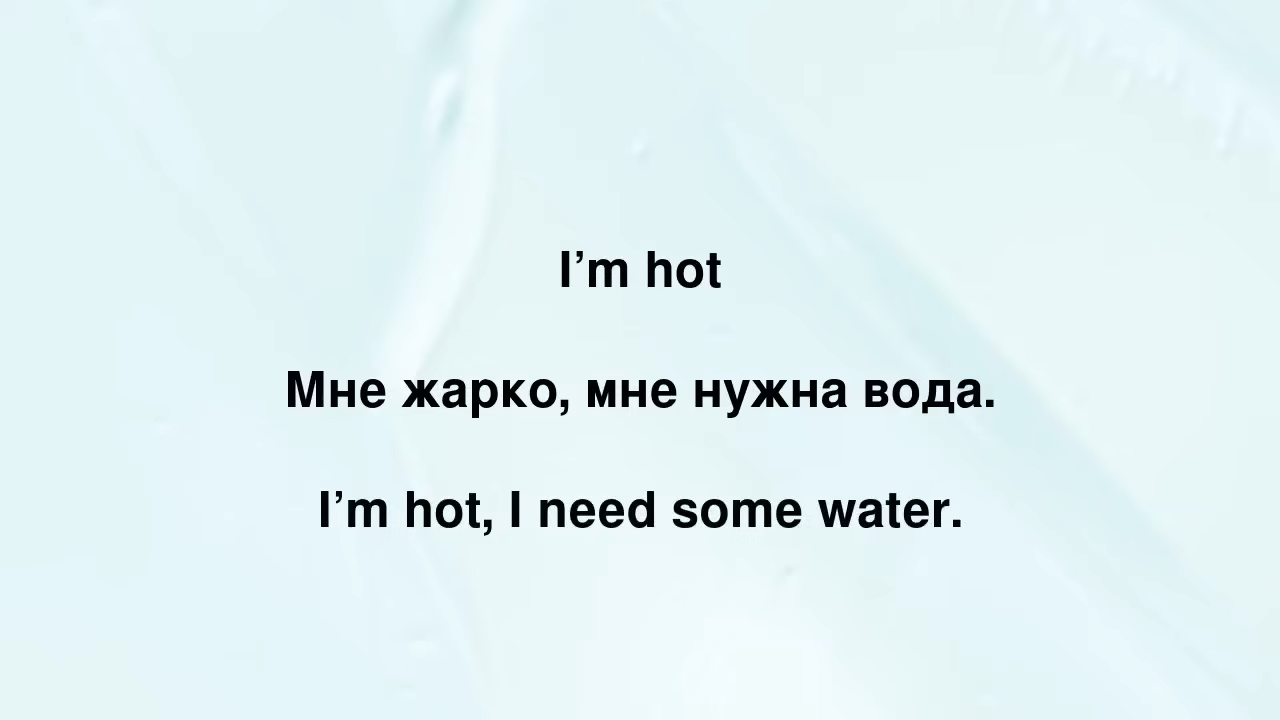 I’m hot
Мне жарко, мне нужна вода.
I’m hot, I need some water.